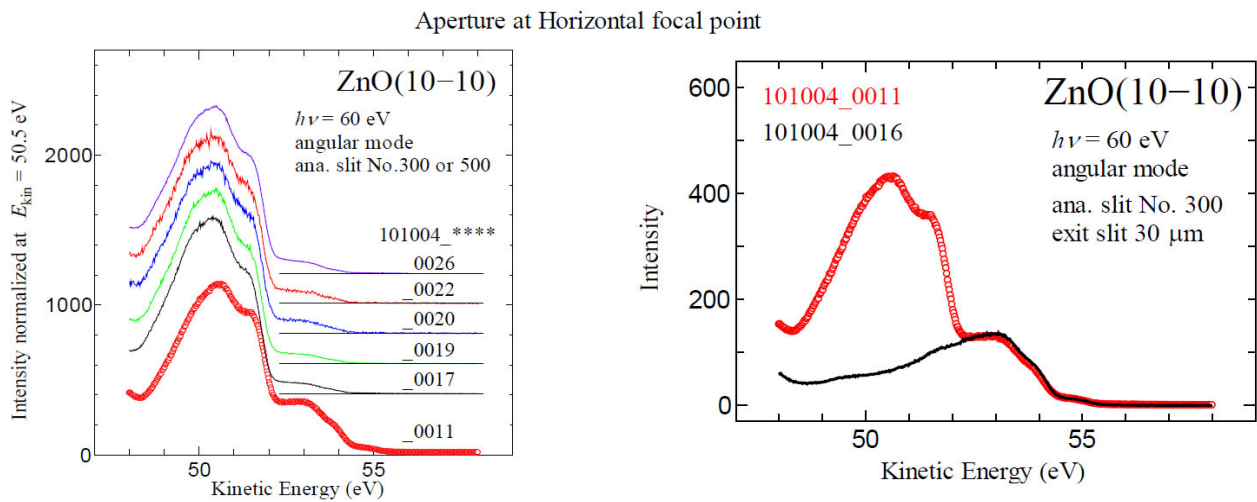 Aperture at Horizontal focal point
ZnO(10−10)
hν = 60 eV
angular mode
ana. slit No.300 or 500
101004_****
_0026
_0022
_0020
_0019
_0017
_0011
2000
1000
0
50
55
Kinetic Energy (eV)
Intensity normalized at Ekin = 50.5 eV
101004_0011
101004_0016
ZnO(10−10)
hν = 60 eV
angular mode
ana. slit No. 300
exit slit 30 μm
600
400
200
0
50
55
Kinetic Energy (eV)
Intensity